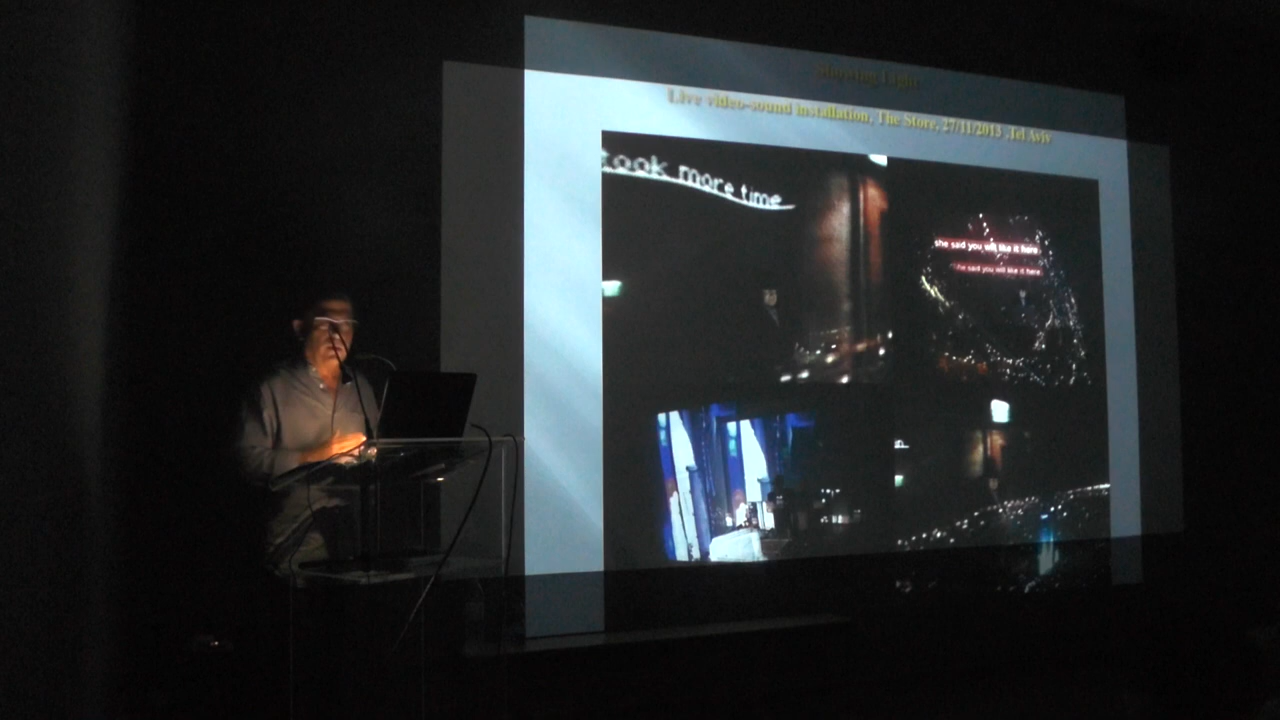 Light
Live video-sound installation, The Store, 27/11/2013 ,Tel Aviv
took more time
she said you will like it here
he said you will like it here